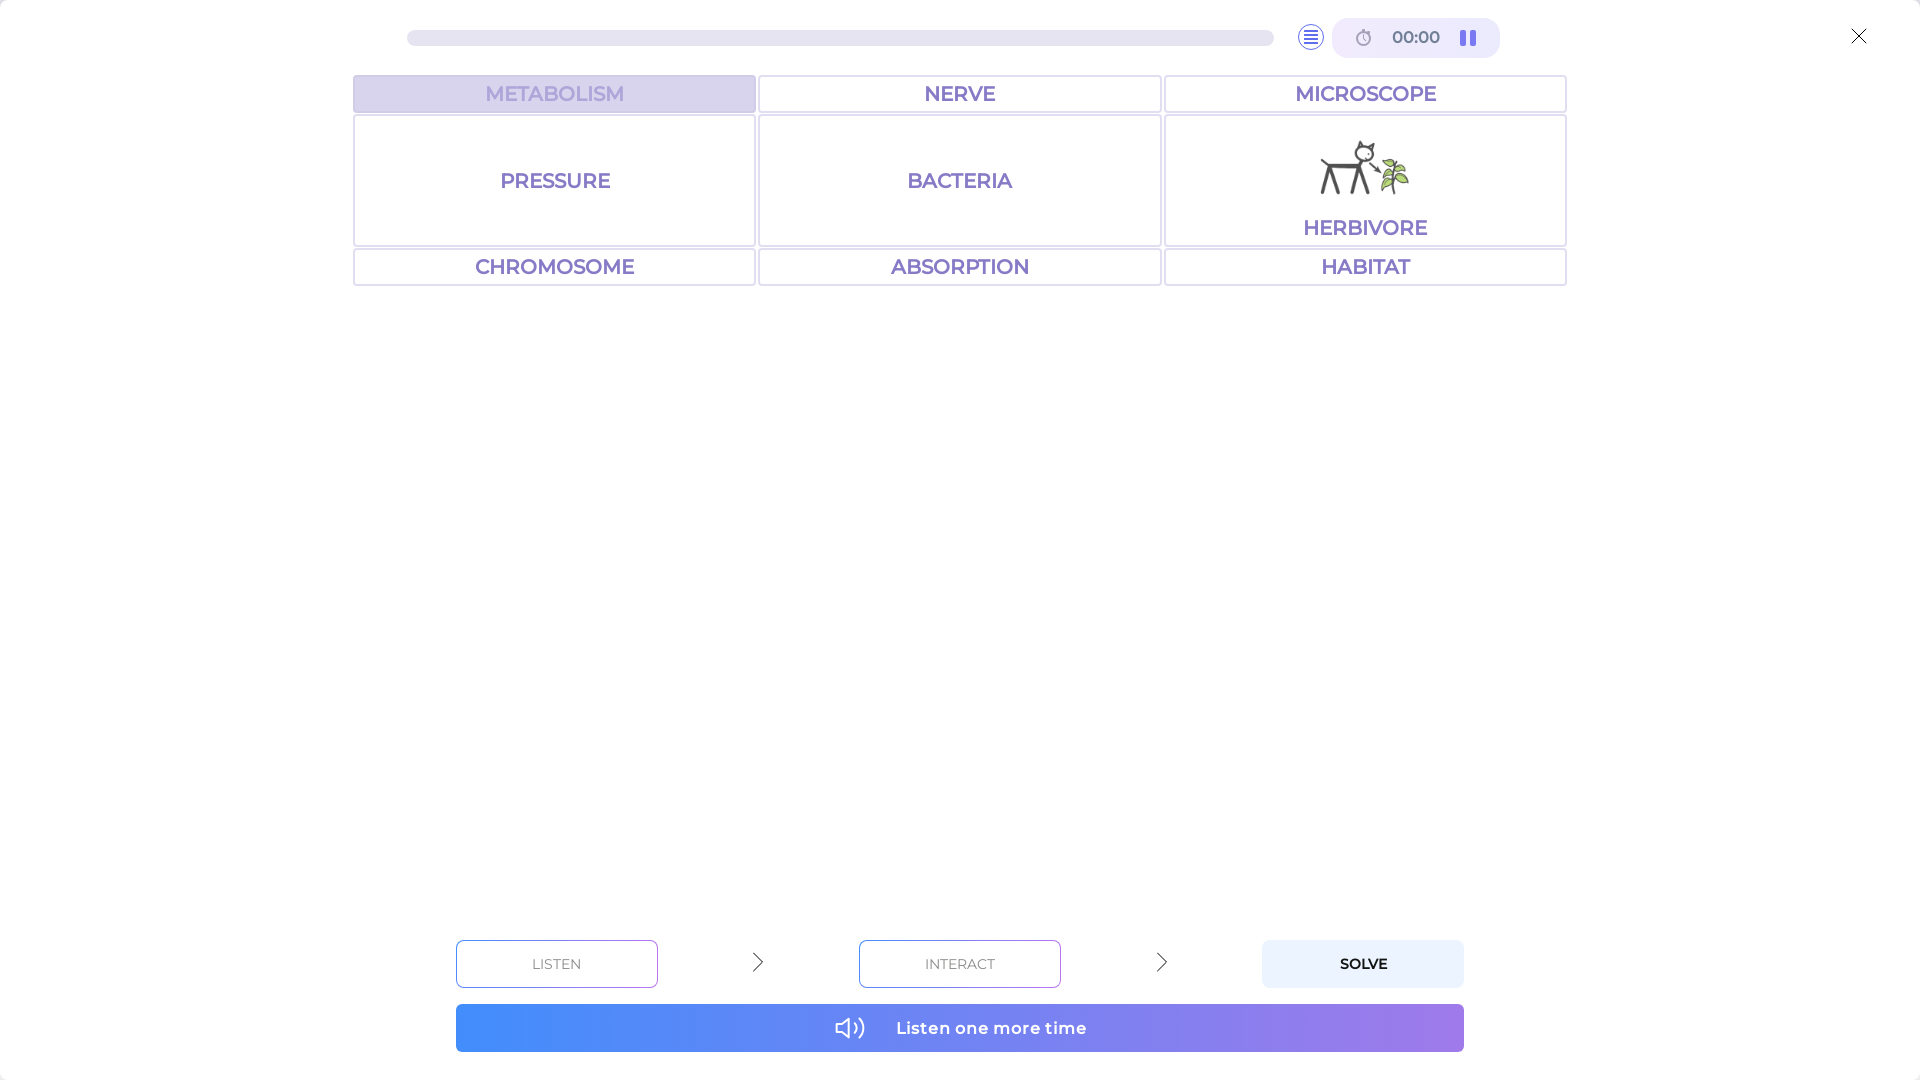 00:00
METABOLISM
NERVE
MICROSCOPE
PRESSURE
BACTERIA
HERBIVORE
CHROMOSOME
ABSORPTION
HABITAT
LISTEN
INTERACT
SOLVE
Listen one more time